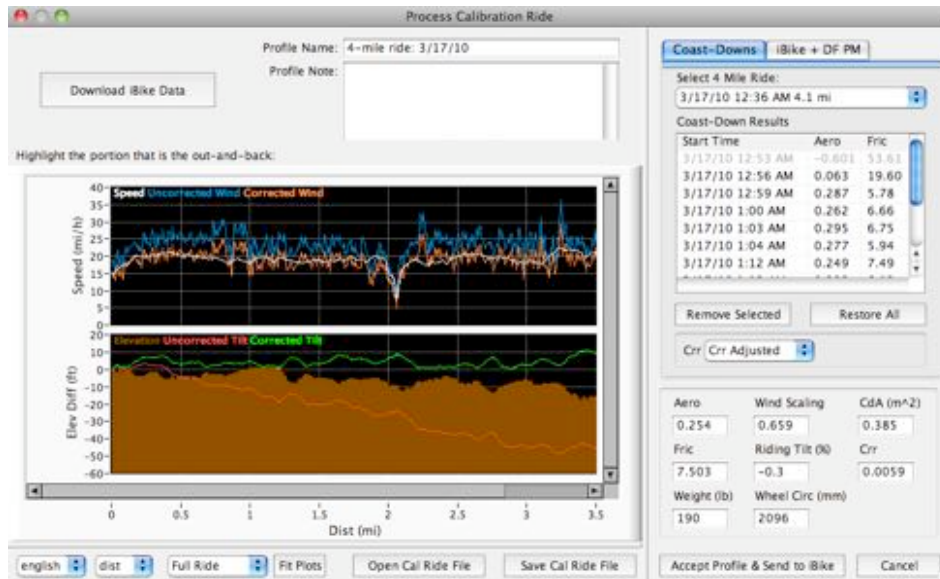 Process Calibration Ride
Download iBike Data
Profile Name: 4-mile ride: 3/17/10
Profile Note:
Highlight the portion that is the out-and-back:
Speed Uncorrected Wind Corrected Wind
Speed (mi/h)
40
35
30
25
20
15
10
5
0
Elevation Uncorrected Tilt Corrected Tilt
Elev Diff (ft)
20
10
0
-10
-20
-30
-40
-50
-60
0 0.5 1 1.5 2 2.5 3 3.5
Dist (mi)
english dist Full Ride Fit Plots Open Cal Ride File Save Cal Ride File
Coast-Downs iBike + DF PM
Select 4 Mile Ride:
3/17/10 12:36 AM 4.1 mi
Coast-Down Results
Start Time Aero Fric
3/17/10 12:53 AM -0.601 53.61
3/17/10 12:56 AM 0.063 19.60
3/17/10 12:59 AM 0.287 5.78
3/17/10 1:00 AM 0.262 6.66
3/17/10 1:03 AM 0.295 6.75
3/17/10 1:04 AM 0.277 5.94
3/17/10 1:12 AM 0.249 7.49
Remove Selected Restore All
Crr Crr Adjusted
Aero Wind Scaling CdA (m^2)
0.254 0.659 0.385
Fric Riding Tilt (%) Crr
7.503 -0.3 0.0059
Weight (lb) Wheel Circ (mm)
190 2096
Accept Profile & Send to iBike Cancel